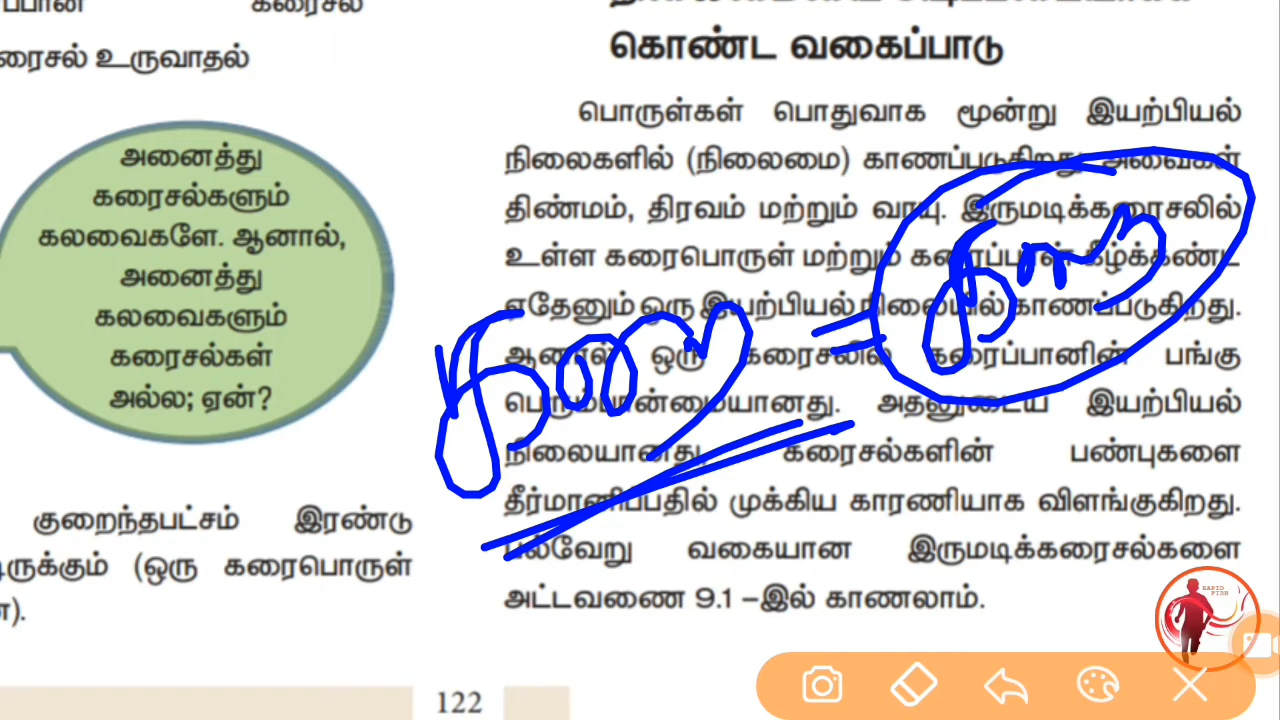 கரைசல்
ரைசல் உருவாதல்
அனைத்து
கரைசல்களும்
கலவைகளே. ஆனால்,
அனைத்து
கலவைகளும்
கரைசல்கள்
அல்ல; ஏன்?
குறைந்தபட்சம் இரண்டு
ருக்கும் (ஒரு கரைபொருள்
கொண்ட வகைப்பாடு
பொருள்கள் பொதுவாக மூன்று இயற்பியல்
நிலைகளில் (நிலைமை) காணப்படுகிறது அவைகள்
திண்மம், திரவம் மற்றும் வாயு. இருமடிக்கரைசலில்
உள்ள கரைபொருள் மற்றும் கரைப்பான் கீழ்க்கண்ட
ஏதேனும் ஒரு இயற்பியல் நிலையில் காணப்படுகிறது.
ஆனால் ஒரு கரைசலில் கரைப்பானின் பங்கு
பெரும்பான்மையானது. அதனுடைய இயற்பியல்
நிலையானது கரைசல்களின் பண்புகளை
தீர்மானிப்பதில் முக்கிய காரணியாக விளங்குகிறது.
பல்வேறு வகையான இருமடிக்கரைசல்களை
அட்டவணை 9.1 –இல் காணலாம்.
122
RAPID
FISH